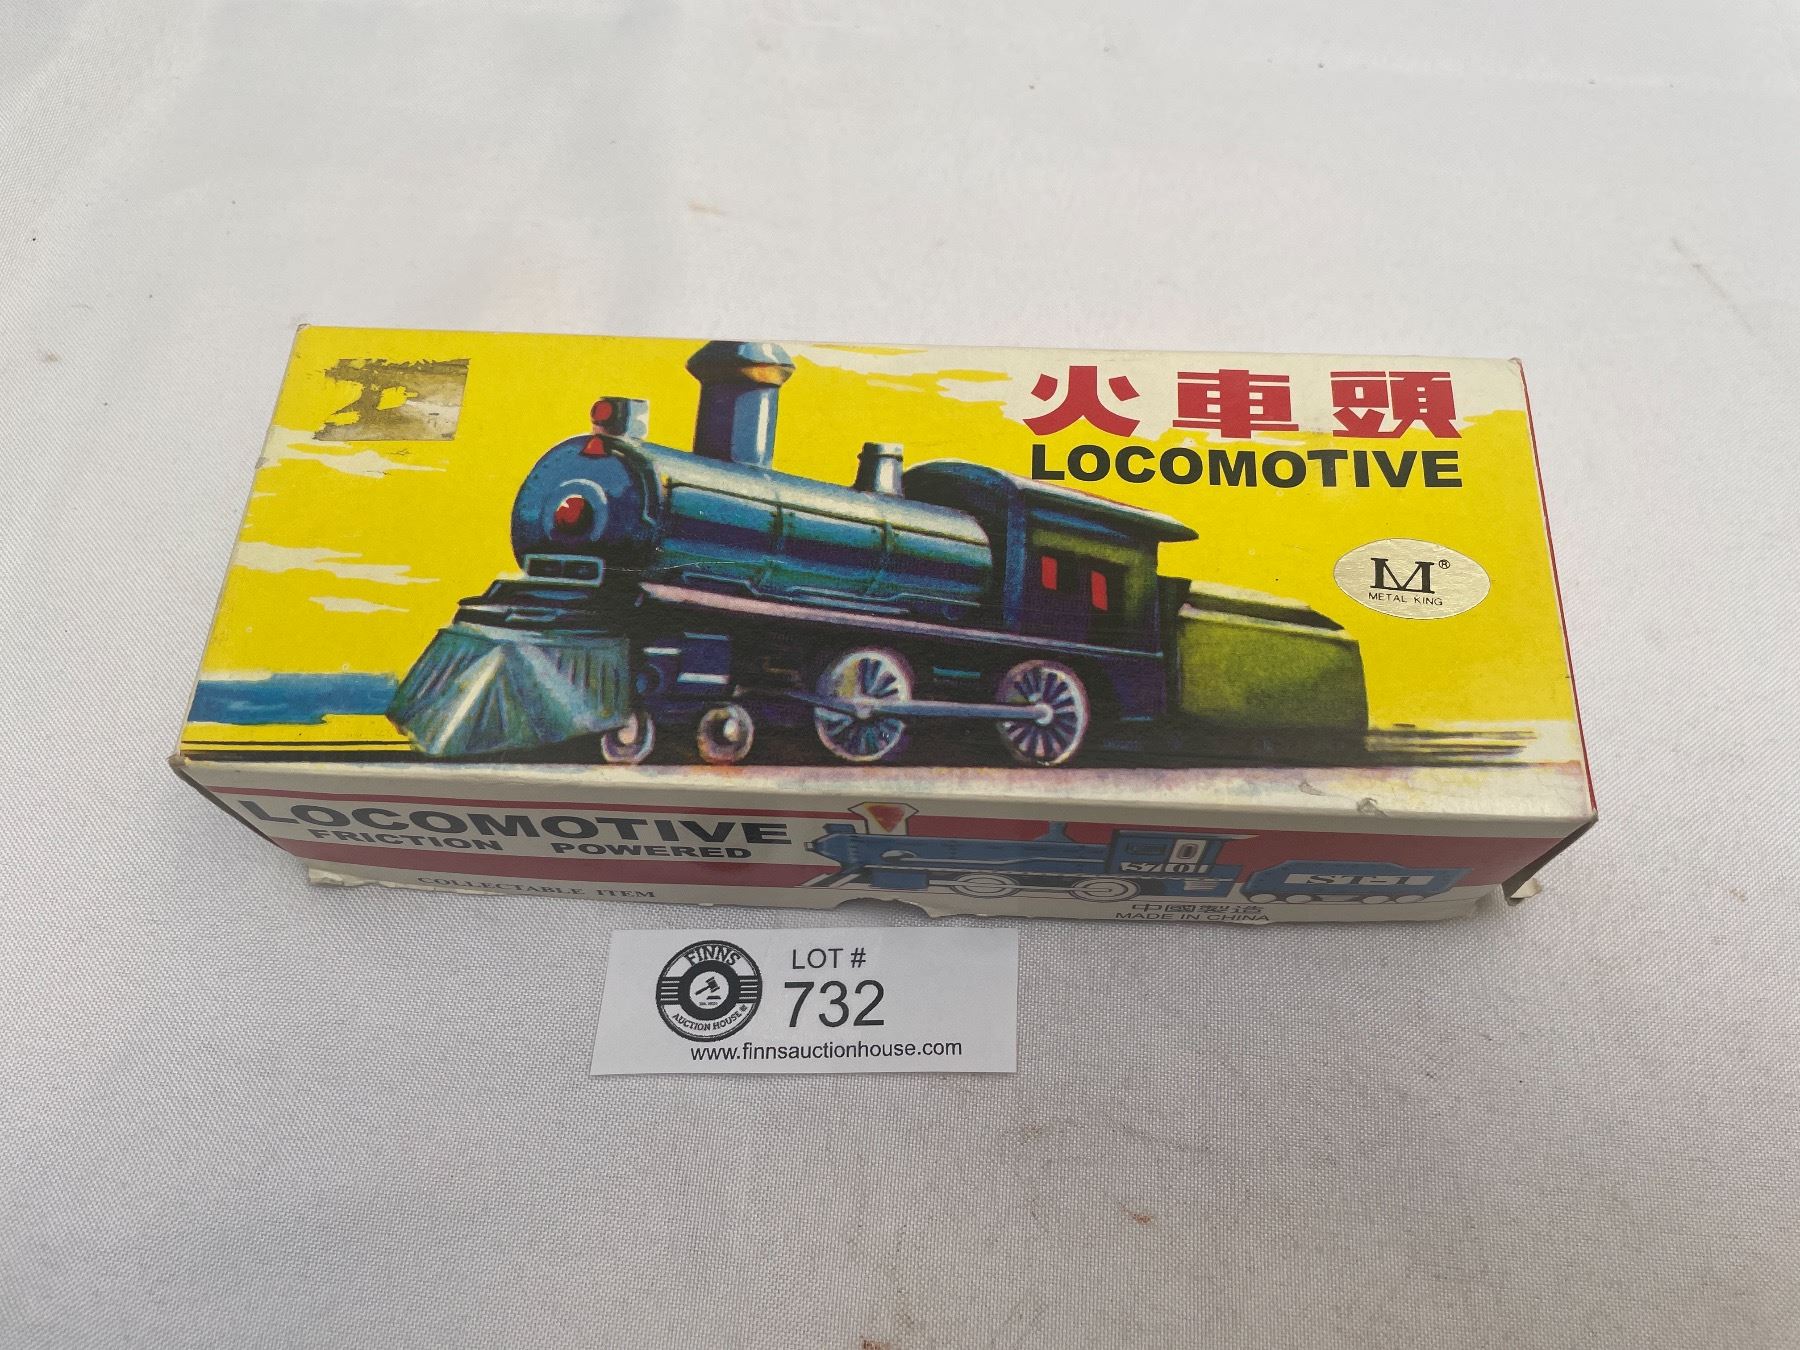 火車頭
LOCOMOTIVE
M®
METAL KING
LOCOMOTIVE
FRICTION POWERED
COLLECTABLE ITEM
ST-1
中國製造
MADE IN CHINA
FINNS
AUCTION HOUSE
LOT #
732
www.finnsauctionhouse.com